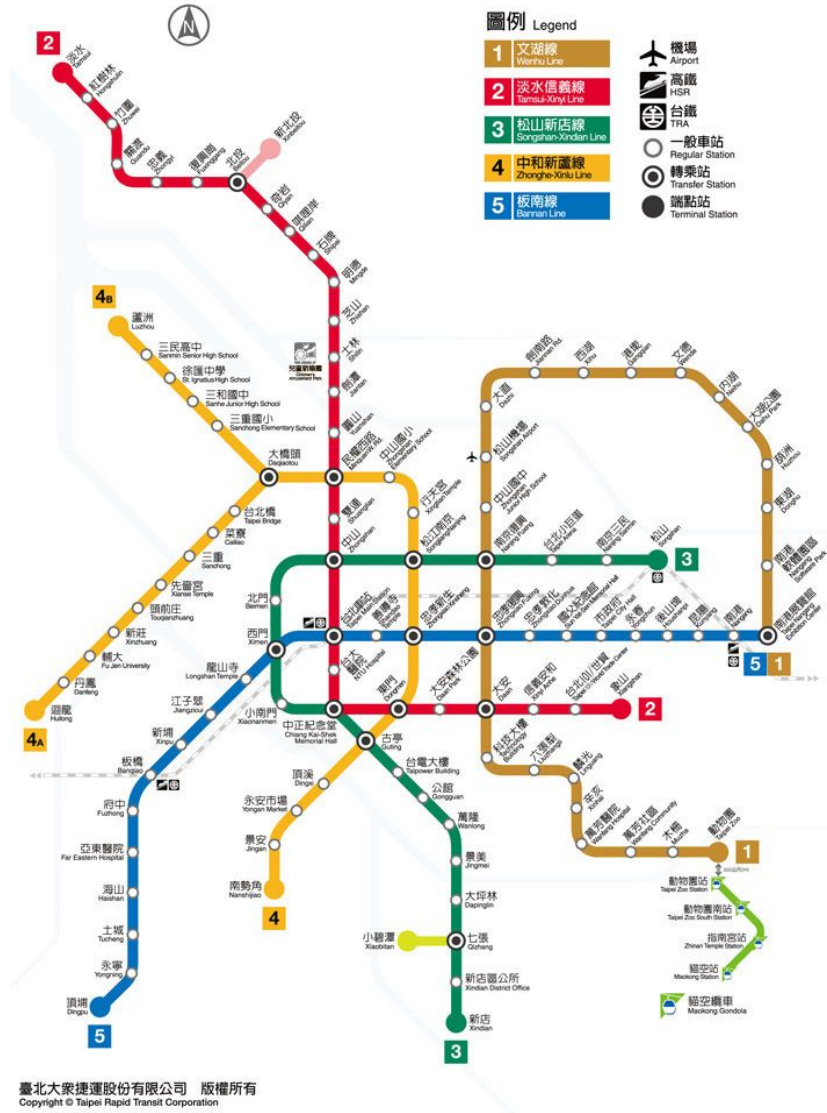 N
圖例 Legend
1 文湖線
Wenhu Line
2 淡水信義線
Tamsui-Xinyi Line
3 松山新店線
Songshan-Xindian Line
4 中和新蘆線
Zhonghe-Xinlu Line
5 板南線
Bannan Line
機場
Airport
高鐵
HSR
台鐵
TRA
一般車站
Regular Station
轉乘站
Transfer Station
端點站
Terminal Station
2
淡水
Tamsui
紅樹林
Hongshulin
竹圍
Zhuwei
關渡
Guandu
忠義
Zhongyi
復興崗
Fuxinggang
北投
Beitou
新北投
Xinbeitou
奇岩
Qiyan
唭哩岸
Qilian
石牌
Shipai
明德
Mingde
芝山
Zhishan
士林
Shilin
兒童新樂園
劍潭
Jiantan
圓山
Yuanshan
民權西路
Minquan W. Rd.
雙連
Shuanglian
中山
Zhongshan
台北車站
Taipei Main Station
台大
醫院
NTU Hospital
中正紀念堂
Chiang Kai-Shek
Memorial Hall
東門
Dongmen
大安森林公園
Daan Park
大安
Daan
信義安和
Xinyi Anhe
台北101/世貿
Taipei 101/World Trade Center
象山
Xiangshan
2
4B
蘆洲
Luzhou
三民高中
Sanmin Senior High School
徐匯中學
St. Ignatius High School
三和國中
Sanhe Junior High School
三重國小
Sanchong Elementary School
大橋頭
Daqiaotou
台北橋
Taipei Bridge
菜寮
Cailiao
三重
Sanchong
先嗇宮
Xianse Temple
頭前庄
Touqianzhuang
新莊
Xinzhuang
輔大
Fu Jen University
丹鳳
Danfeng
迴龍
Huilong
4A
中山國小
Zhongshan
Elementary School
行天宮
Xingtian Temple
松江南京
Songjiang Nanjing
忠孝新生
Zhongxiao Xinsheng
古亭
Guting
頂溪
Dingxi
永安市場
Yongan Market
景安
Jingan
南勢角
Nanshijiao
4
劍南路
Jiannan Rd.
西湖
Xihu
港墘
Gangqian
文德
Wende
內湖
Neihu
大湖公園
Dahu Park
葫洲
Huzhou
東湖
Donghu
南港
軟體園區
Nangang
Software Park
南港展覽館
Taipei Nangang
Exhibition Center
5 1
大直
Dazhi
松山機場
Songshan Airport
中山國中
Zhongshan
Junior High School
南京復興
Nanjing Fuxing
台北小巨蛋
Taipei Arena
南京三民
Nanjing Sanmin
松山
Songshan
3
北門
Beimen
西門
Ximen
小南門
Xiaonanmen
善導寺
Shandao
Temple
忠孝復興
Zhongxiao Fuxing
忠孝敦化
Zhongxiao Dunhua
國父紀念館
Sun Yat-Sen Memorial Hall
市政府
Taipei City Hall
永春
Yongchun
後山埤
Houshanpi
昆陽
Kunyang
南港
Nangang
龍山寺
Longshan Temple
江子翠
Jiangzicui
新埔
Xinpu
板橋
Banqiao
府中
Fuzhong
亞東醫院
Far Eastern Hospital
海山
Haishan
土城
Tucheng
永寧
Yongning
頂埔
Dingpu
5
台電大樓
Taipower Building
公館
Gongguan
萬隆
Wanlong
景美
Jingmei
大坪林
Dapinglin
小碧潭
Xiaobitan
七張
Qizhang
新店區公所
Xindian District Office
新店
Xindian
3
科技大樓
Technology
Building
六張犁
Liuzhangli
麟光
Linguang
辛亥
Xinhai
萬芳醫院
Wanfang Hospital
萬芳社區
Wanfang Community
木柵
Muzha
動物園
Taipei Zoo
1
動物園站
Taipei Zoo Station
動物園南站
Taipei Zoo South Station
指南宮站
Zhinan Temple Station
貓空站
Maokong Station
貓空纜車
Maokong Gondola
臺北大眾捷運股份有限公司 版權所有
Copyright © Taipei Rapid Transit Corporation